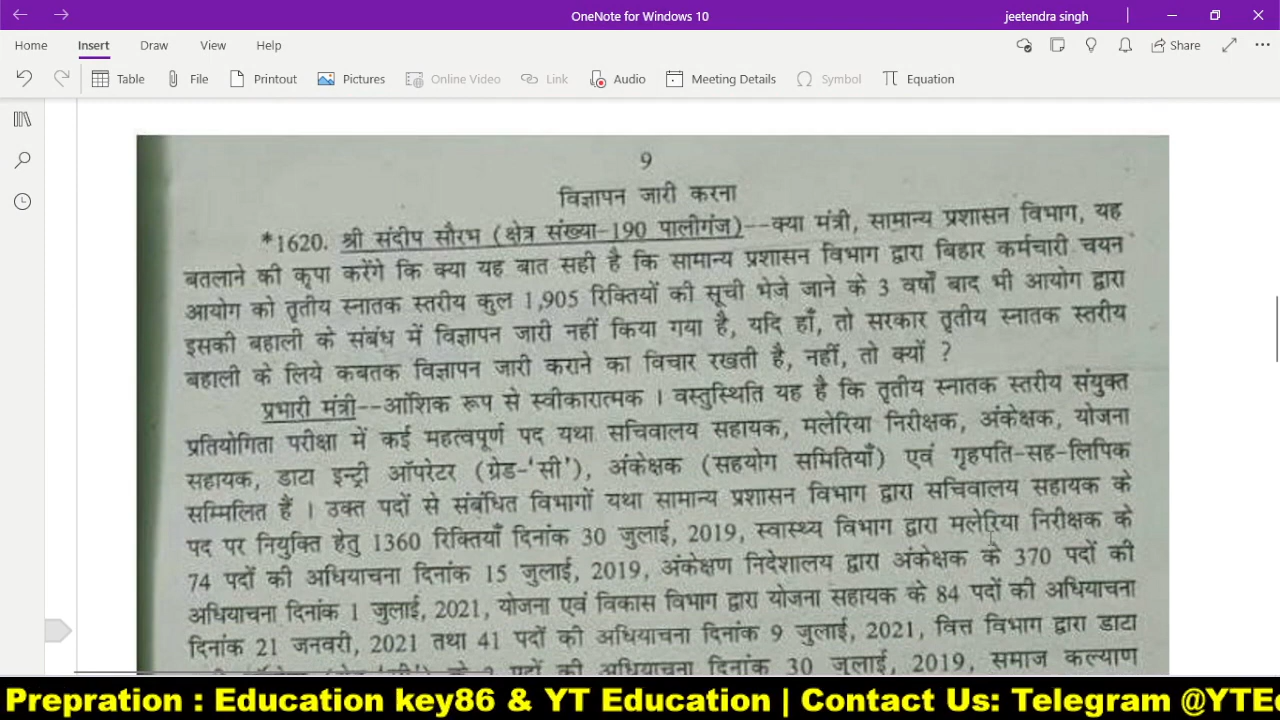 OneNote for Windows 10
jeetendra singh
Home Insert Draw View Help
Share
Table File Printout Pictures Online Video Link Audio Meeting Details Symbol Equation
9
विज्ञापन जारी करना
*1620. श्री संदीप सौरभ (क्षेत्र संख्या-190 पालीगंज)--क्या मंत्री, सामान्य प्रशासन विभाग, यह
बतलाने की कृपा करेंगे कि क्या यह बात सही है कि सामान्य प्रशासन विभाग द्वारा बिहार कर्मचारी चयन
आयोग को तृतीय स्नातक स्तरीय कुल 1,905 रिक्तियों की सूची भेजे जाने के 3 वर्षों बाद भी आयोग द्वारा
इसकी बहाली के संबंध में विज्ञापन जारी नहीं किया गया है, यदि हाँ, तो सरकार तृतीय स्नातक स्तरीय
बहाली के लिये कबतक विज्ञापन जारी कराने का विचार रखती है, नहीं, तो क्यों ?
प्रभारी मंत्री--आंशिक रूप से स्वीकारात्मक । वस्तुस्थिति यह है कि तृतीय स्नातक स्तरीय संयुक्त
प्रतियोगिता परीक्षा में कई महत्वपूर्ण पद यथा सचिवालय सहायक, मलेरिया निरीक्षक, अंकेक्षक, योजना
सहायक, डाटा इन्ट्री ऑपरेटर (ग्रेड-'सी'), अंकेक्षक (सहयोग समितियाँ) एवं गृहपति-सह-लिपिक
सम्मिलित हैं । उक्त पदों से संबंधित विभागों यथा सामान्य प्रशासन विभाग द्वारा सचिवालय सहायक के
पद पर नियुक्ति हेतु 1360 रिक्तियाँ दिनांक 30 जुलाई, 2019, स्वास्थ्य विभाग द्वारा मलेरिया निरीक्षक के
74 पदों की अधियाचना दिनांक 15 जुलाई, 2019, अंकेक्षण निदेशालय द्वारा अंकेक्षक के 370 पदों की
अधियाचना दिनांक 1 जुलाई, 2021, योजना एवं विकास विभाग द्वारा योजना सहायक के 84 पदों की अधियाचना
दिनांक 21 जनवरी, 2021 तथा 41 पदों की अधियाचना दिनांक 9 जुलाई, 2021, वित्त विभाग द्वारा डाटा
पदों की अधियाचना दिनांक 30 जुलाई, 2019, समाज कल्याण
Prepration : Education key86 & YT Education | Contact Us: Telegram @YTEd